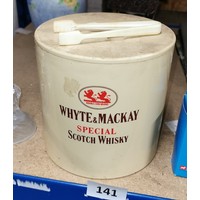 WHYTE & MACKAY
SPECIAL
SCOTCH WHISKY
141